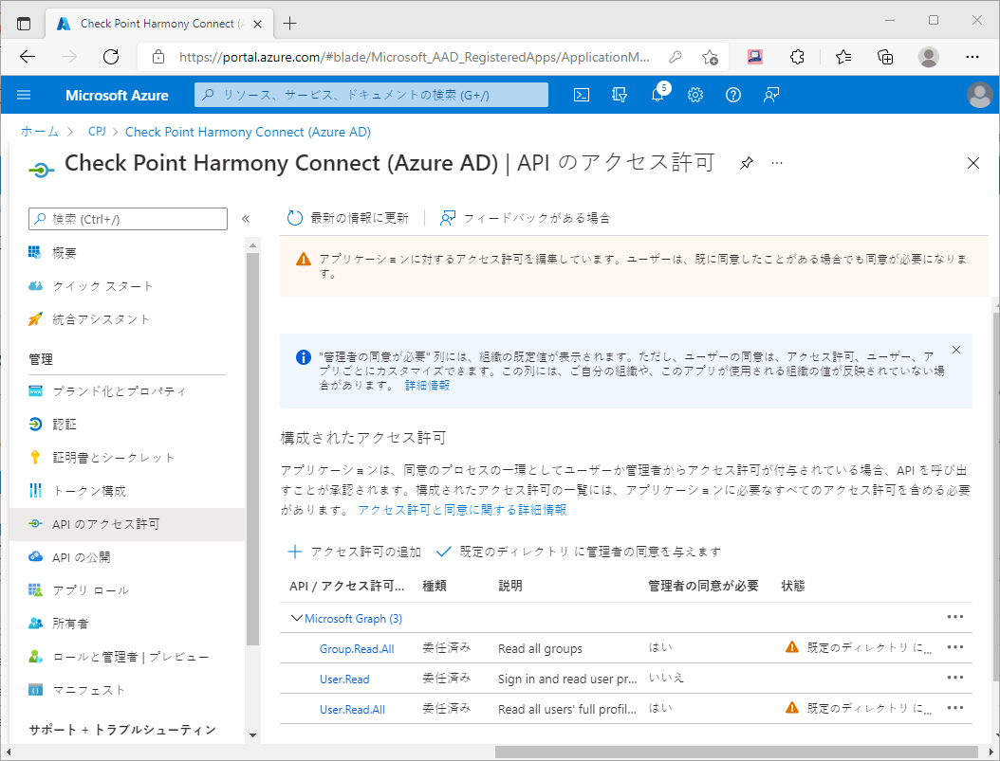 Check Point Harmony Connect (A
https://portal.azure.com/#blade/Microsoft_AAD_RegisteredApps/ApplicationM...
Microsoft Azure
リソース、サービス、ドキュメントの検索 (G+/)
5
ホーム > CPJ > Check Point Harmony Connect (Azure AD)
Check Point Harmony Connect (Azure AD) | API のアクセス許可
検索 (Ctrl+/)
概要
クイック スタート
統合アシスタント
管理
ブランド化とプロパティ
認証
証明書とシークレット
トークン構成
API のアクセス許可
API の公開
アプリ ロール
所有者
ロールと管理者 | プレビュー
マニフェスト
サポート + トラブルシューティン
最新の情報に更新
フィードバックがある場合
アプリケーションに対するアクセス許可を編集しています。ユーザーは、既に同意したことがある場合でも同意が必要になりま
す。
"管理者の同意が必要" 列には、組織の既定値が表示されます。ただし、ユーザーの同意は、アクセス許可、ユーザー、ア
プリごとにカスタマイズできます。この列には、ご自分の組織や、このアプリが使用される組織の値が反映されていない場
合があります。 詳細情報
構成されたアクセス許可
アプリケーションは、同意のプロセスの一環としてユーザーか管理者からアクセス許可が付与されている場合、API を呼び出
すことが承認されます。構成されたアクセス許可の一覧には、アプリケーションに必要なすべてのアクセス許可を含める必要
があります。 アクセス許可と同意に関する詳細情報
アクセス許可の追加 既定のディレクトリ に管理者の同意を与えます
API / アクセス許可... 種類 説明 管理者の同意が必要 状態
Microsoft Graph (3)
Group.Read.All 委任済み Read all groups はい 既定のディレクトリ に...
User.Read 委任済み Sign in and read user pr... いいえ
User.Read.All 委任済み Read all users' full profil... はい 既定のディレクトリ に...